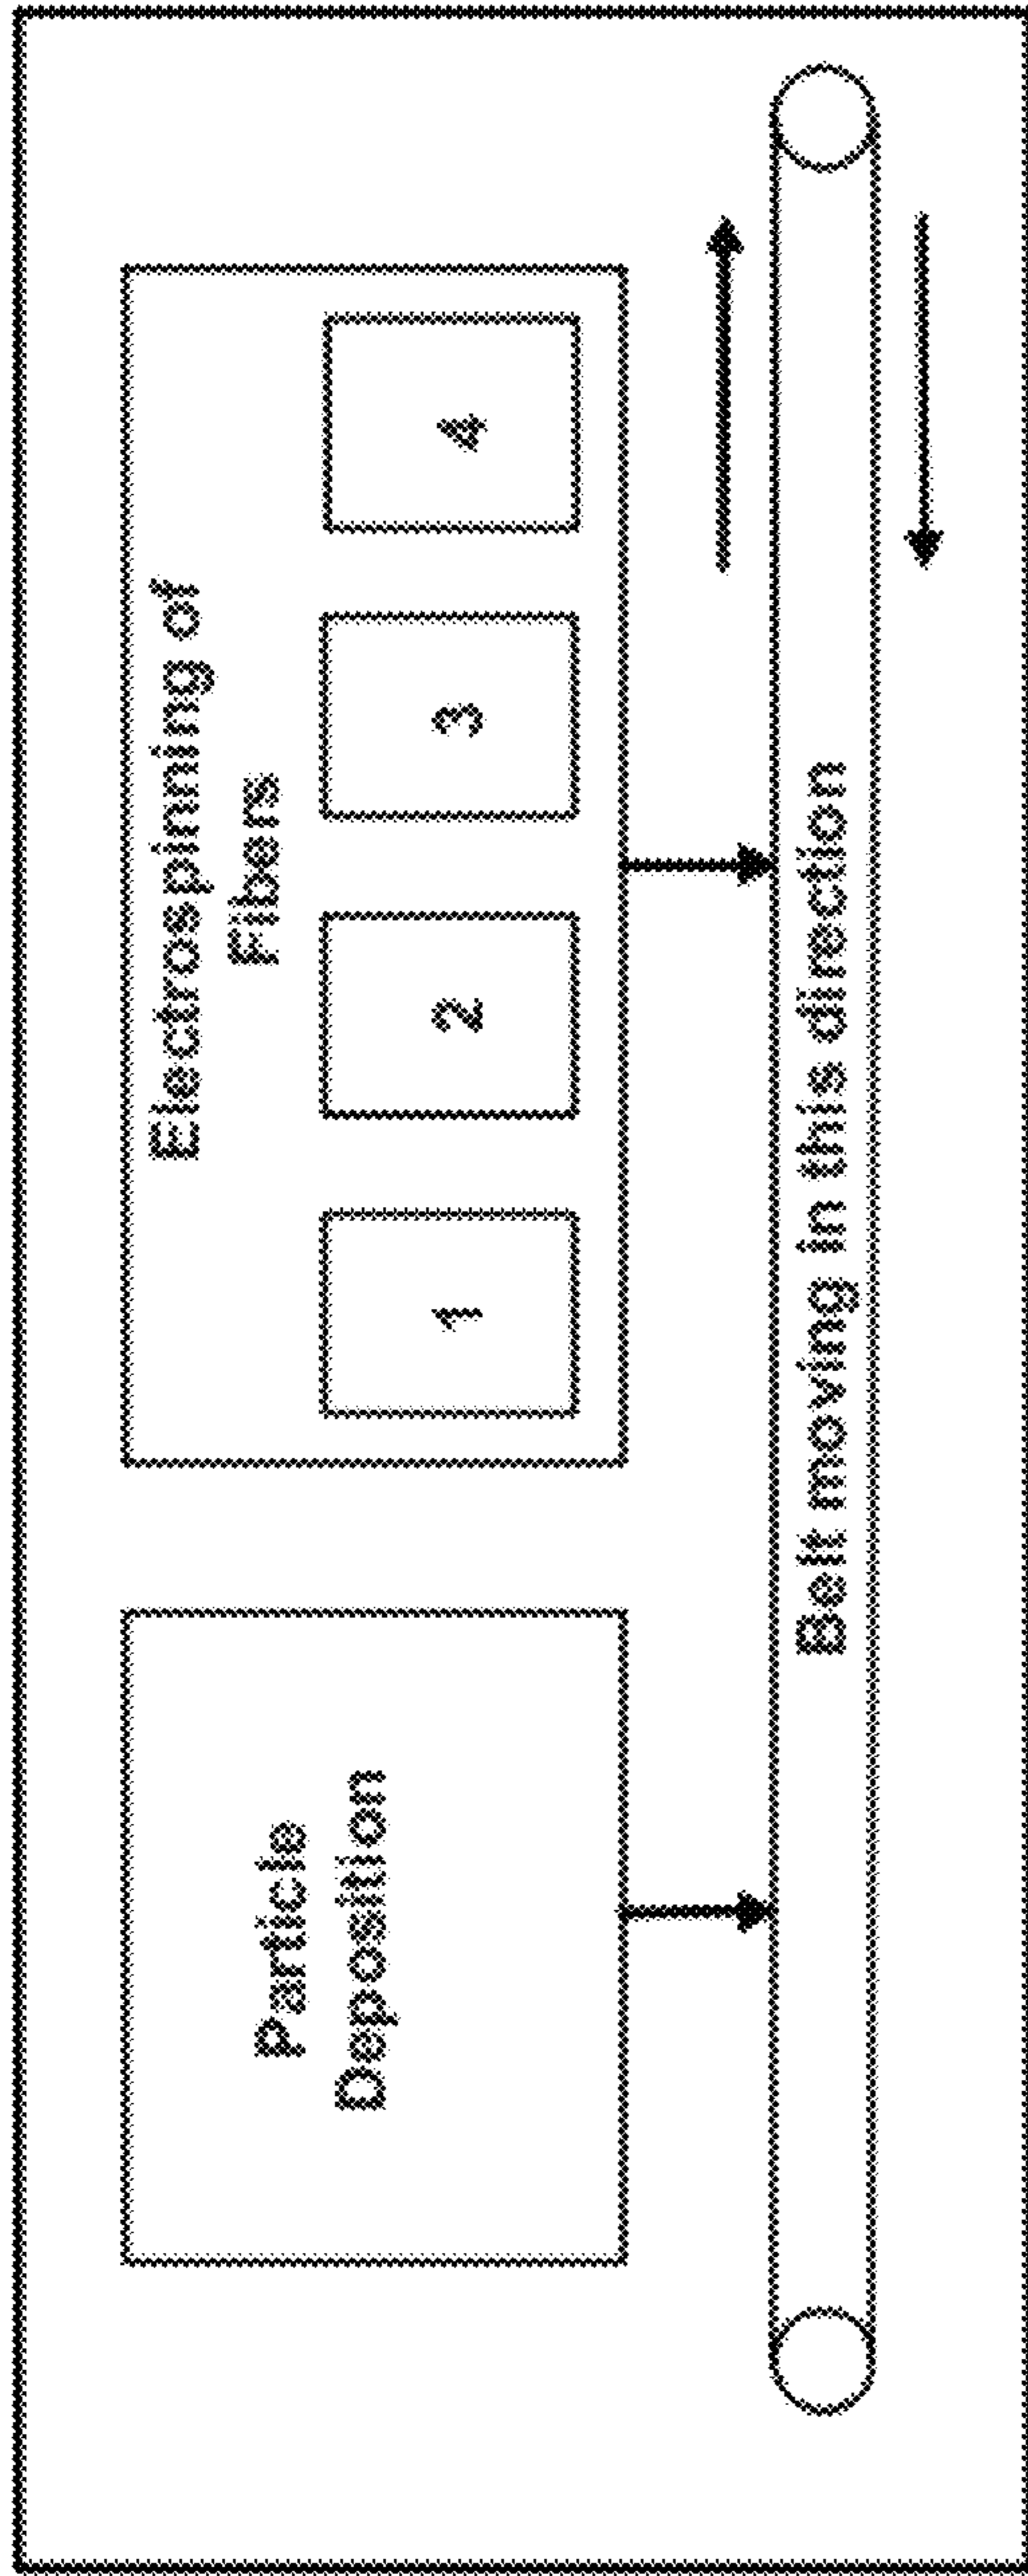 Particle
Deposition
Electrospinning of
Fibers
1
2
3
4
Belt moving in this direction